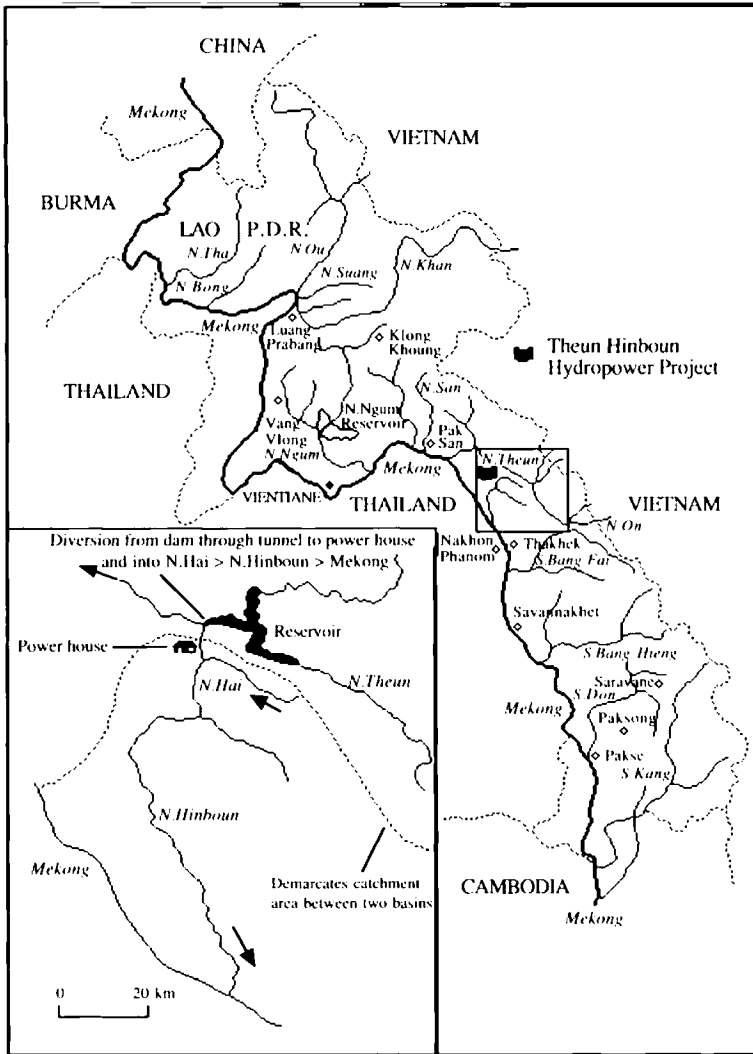 CHINA
Mekong
VIETNAM
BURMA
LAO P.D.R.
N.Tha
N.Ou
N.Suang
N.Khan
N Bong
Mekong
Luang
Prabang
Klong
Khoung
Theun Hinboun
Hydropower Project
THAILAND
N.San
Vang
Vlong
N.Ngum
Reservoir
Pak
San
N.Ngum
Mekong
N.Theun
VIENTIANE
THAILAND
VIETNAM
N On
Nakhon
Phanom
Thakhek
S.Bang Fai
Savannakhet
S Bang Hieng
Saravane
S.Don
Mekong
Paksong
Pakse
S Kang
CAMBODIA
Mekong
Diversion from dam through tunnel to power house
and into N.Hai > N.Hinboun > Mekong
Reservoir
Power house
N.Hai
N.Theun
N.Hinboun
Mekong
Demarcates catchment
area between two basins
0 20 km